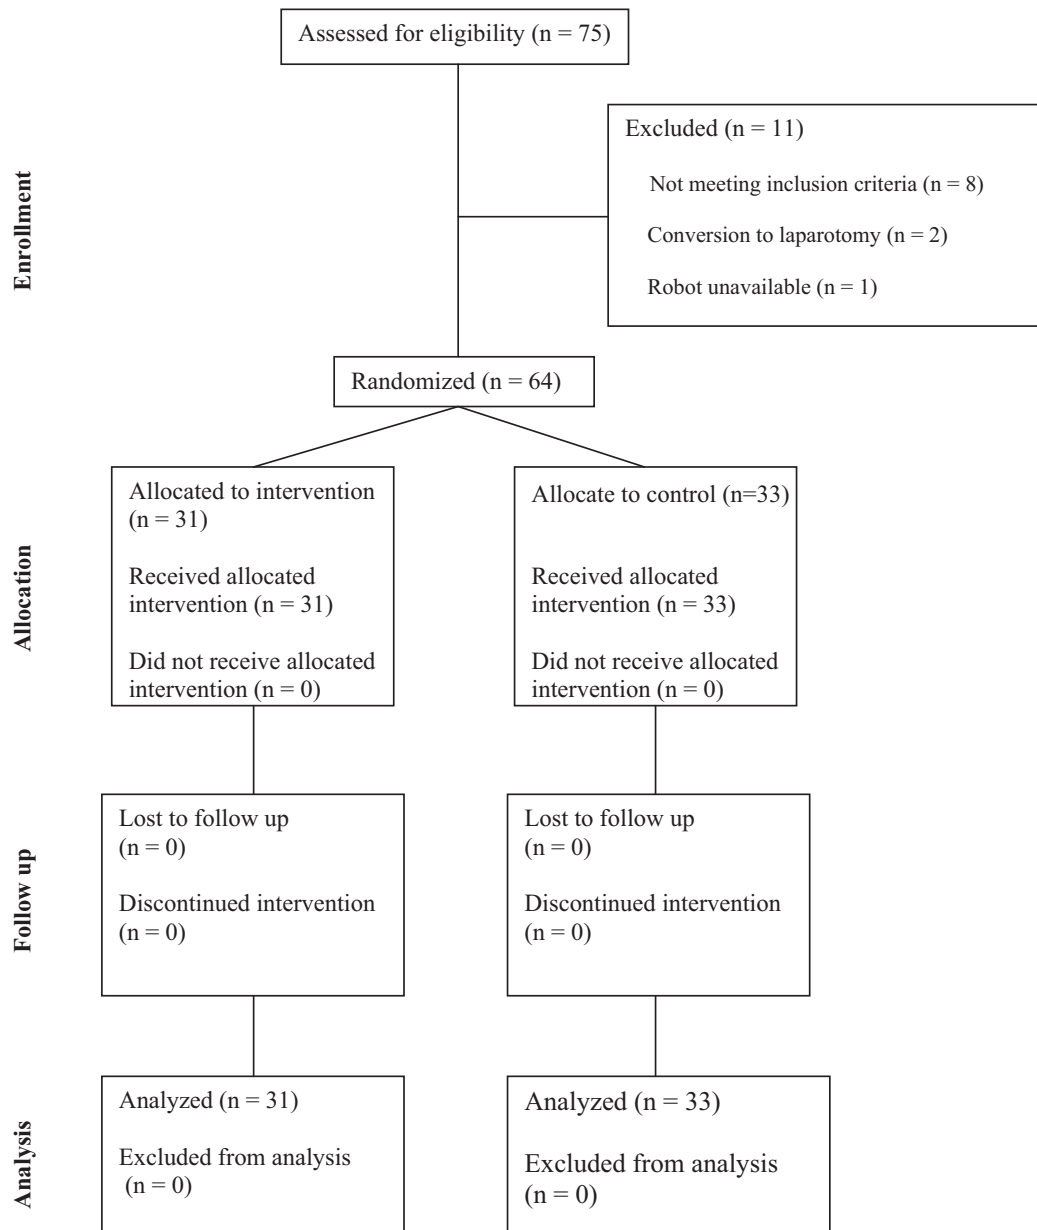 Assessed for eligibility (n = 75)
Excluded (n = 11)
Not meeting inclusion criteria (n = 8)
Conversion to laparotomy (n = 2)
Robot unavailable (n = 1)
Enrollment
Randomized (n = 64)
Allocated to intervention
(n = 31)
Received allocated
intervention (n = 31)
Did not receive allocated
intervention (n = 0)
Allocate to control (n=33)
Received allocated
intervention (n = 33)
Did not receive allocated
intervention (n = 0)
Allocation
Lost to follow up
(n = 0)
Discontinued intervention
(n = 0)
Lost to follow up
(n = 0)
Discontinued intervention
(n = 0)
Follow up
Analyzed (n = 31)
Excluded from analysis
(n = 0)
Analyzed (n = 33)
Excluded from analysis
(n = 0)
Analysis